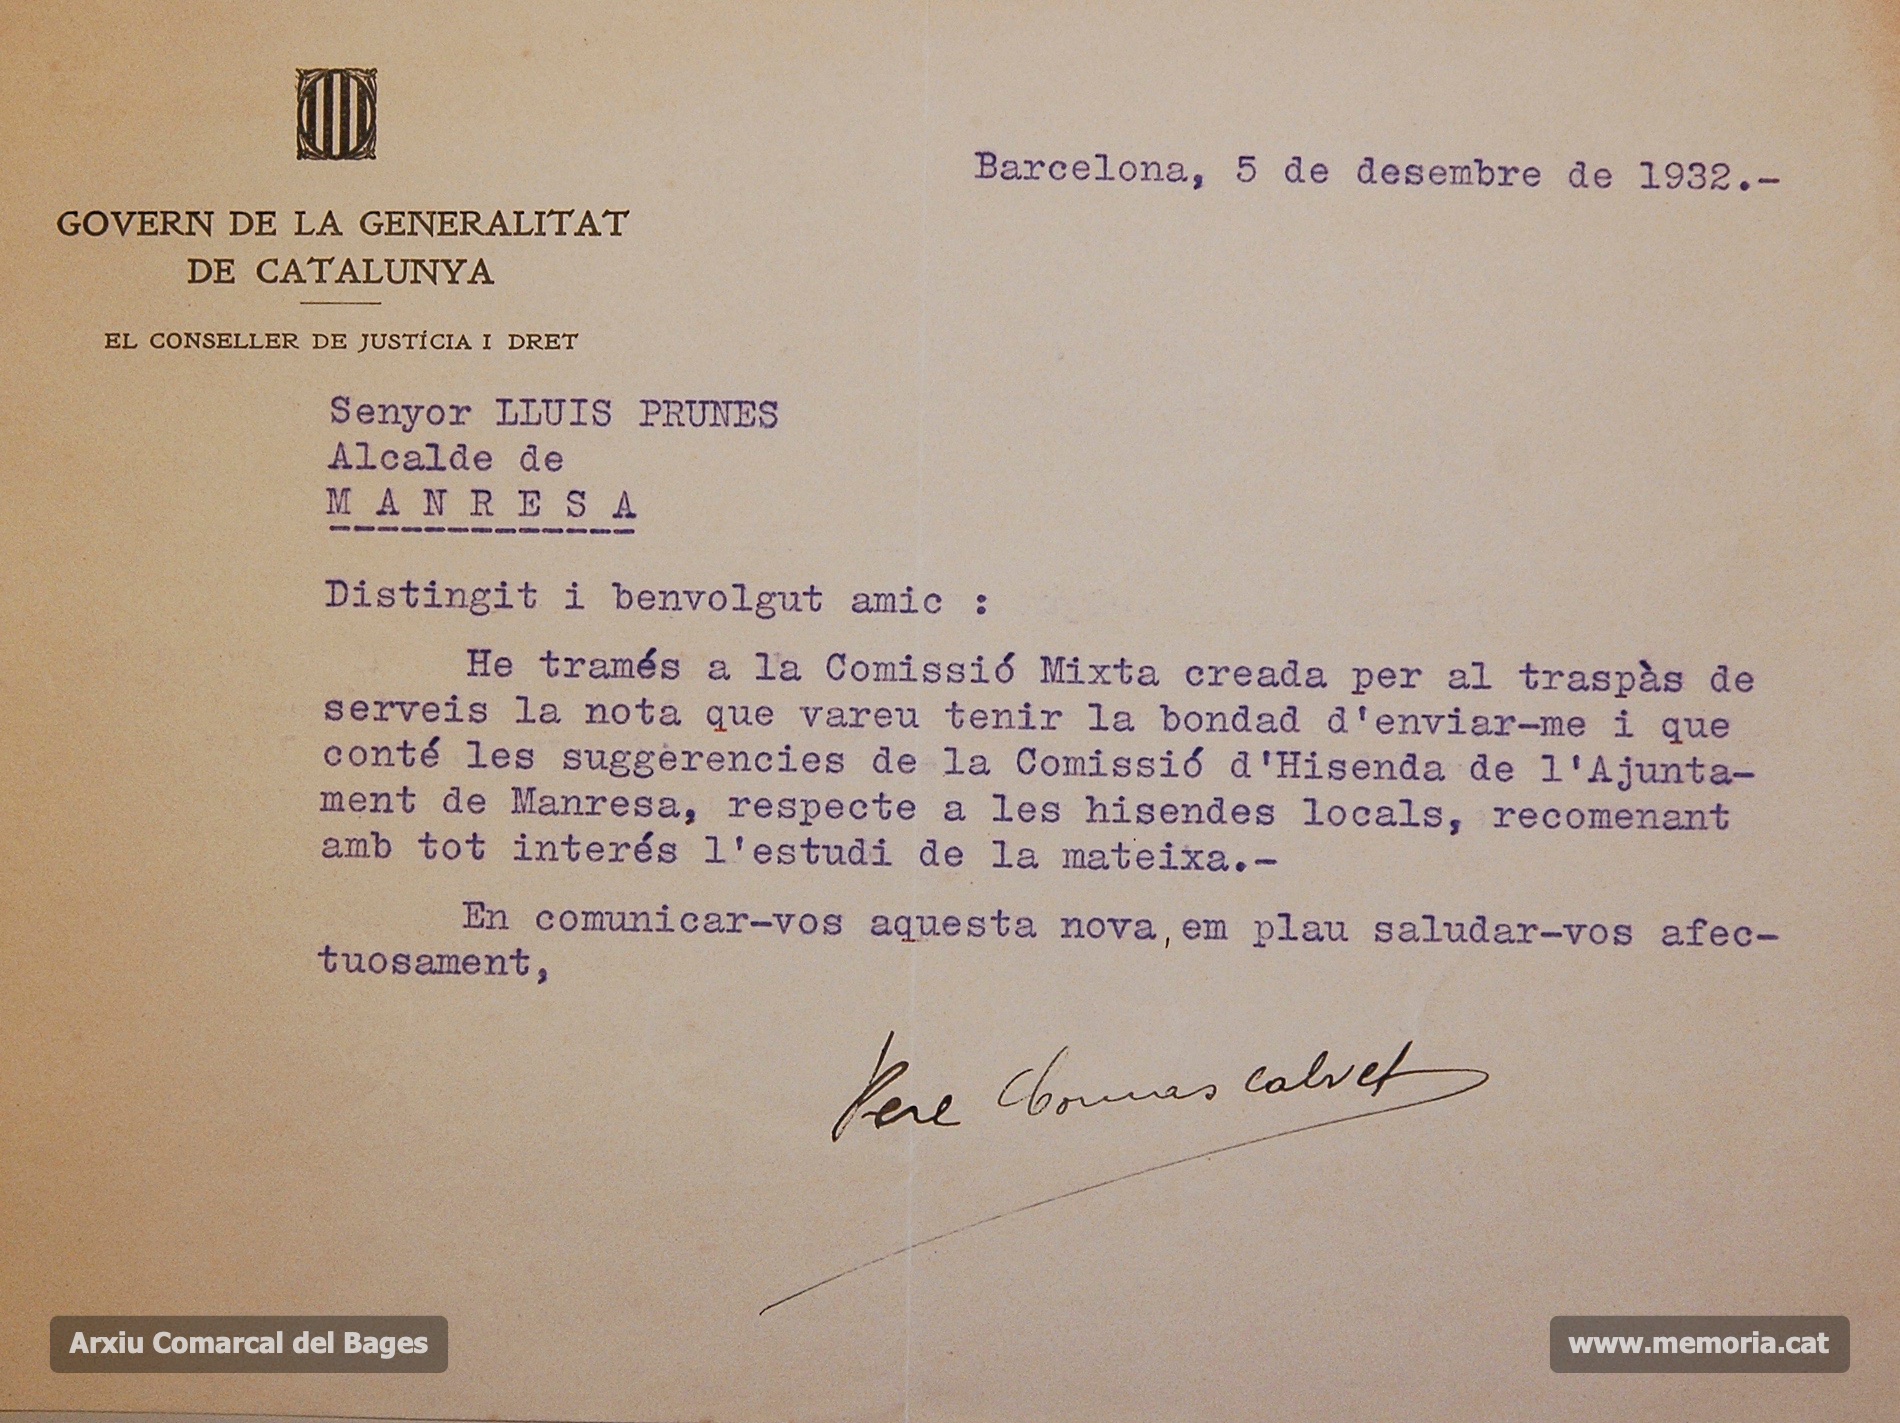 GOVERN DE LA GENERALITAT
DE CATALUNYA
EL CONSELLER DE JUSTÍCIA I DRET
Barcelona, 5 de desembre de 1932.-
Senyor LLUIS PRUNES
Alcalde de
M A N R E S A
Distingit i benvolgut amic :
He tramés a la Comissió Mixta creada per al traspàs de
serveis la nota que vareu tenir la bondad d'enviar-me i que
conté les suggerencies de la Comissió d'Hisenda de l'Ajunta-
ment de Manresa, respecte a les hisendes locals, recomenant
amb tot interés l'estudi de la mateixa.-
En comunicar-vos aquesta nova, em plau saludar-vos afec-
tuosament,
Pere Comas Calvet
Arxiu Comarcal del Bages
www.memoria.cat